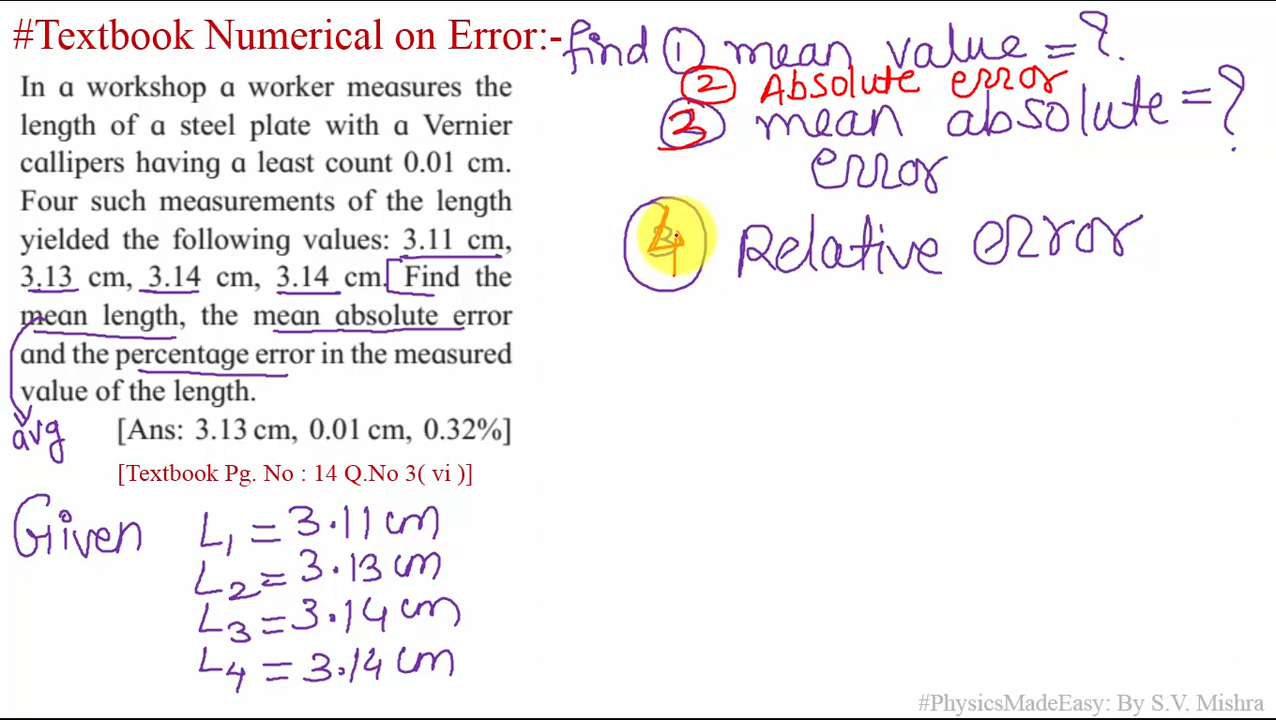 #Textbook Numerical on Error:-
find ① mean value = ?
② Absolute error
③ mean absolute = ?
error
④ Relative error
In a workshop a worker measures the
length of a steel plate with a Vernier
callipers having a least count 0.01 cm.
Four such measurements of the length
yielded the following values: 3.11 cm,
3.13 cm, 3.14 cm, 3.14 cm. Find the
mean length, the mean absolute error
and the percentage error in the measured
value of the length.
avg
[Ans: 3.13 cm, 0.01 cm, 0.32%]
[Textbook Pg. No : 14 Q.No 3( vi )]
Given L₁ = 3.11 cm
L₂ = 3.13 cm
L₃ = 3.14 cm
L₄ = 3.14 cm
#PhysicsMadeEasy: By S.V. Mishra